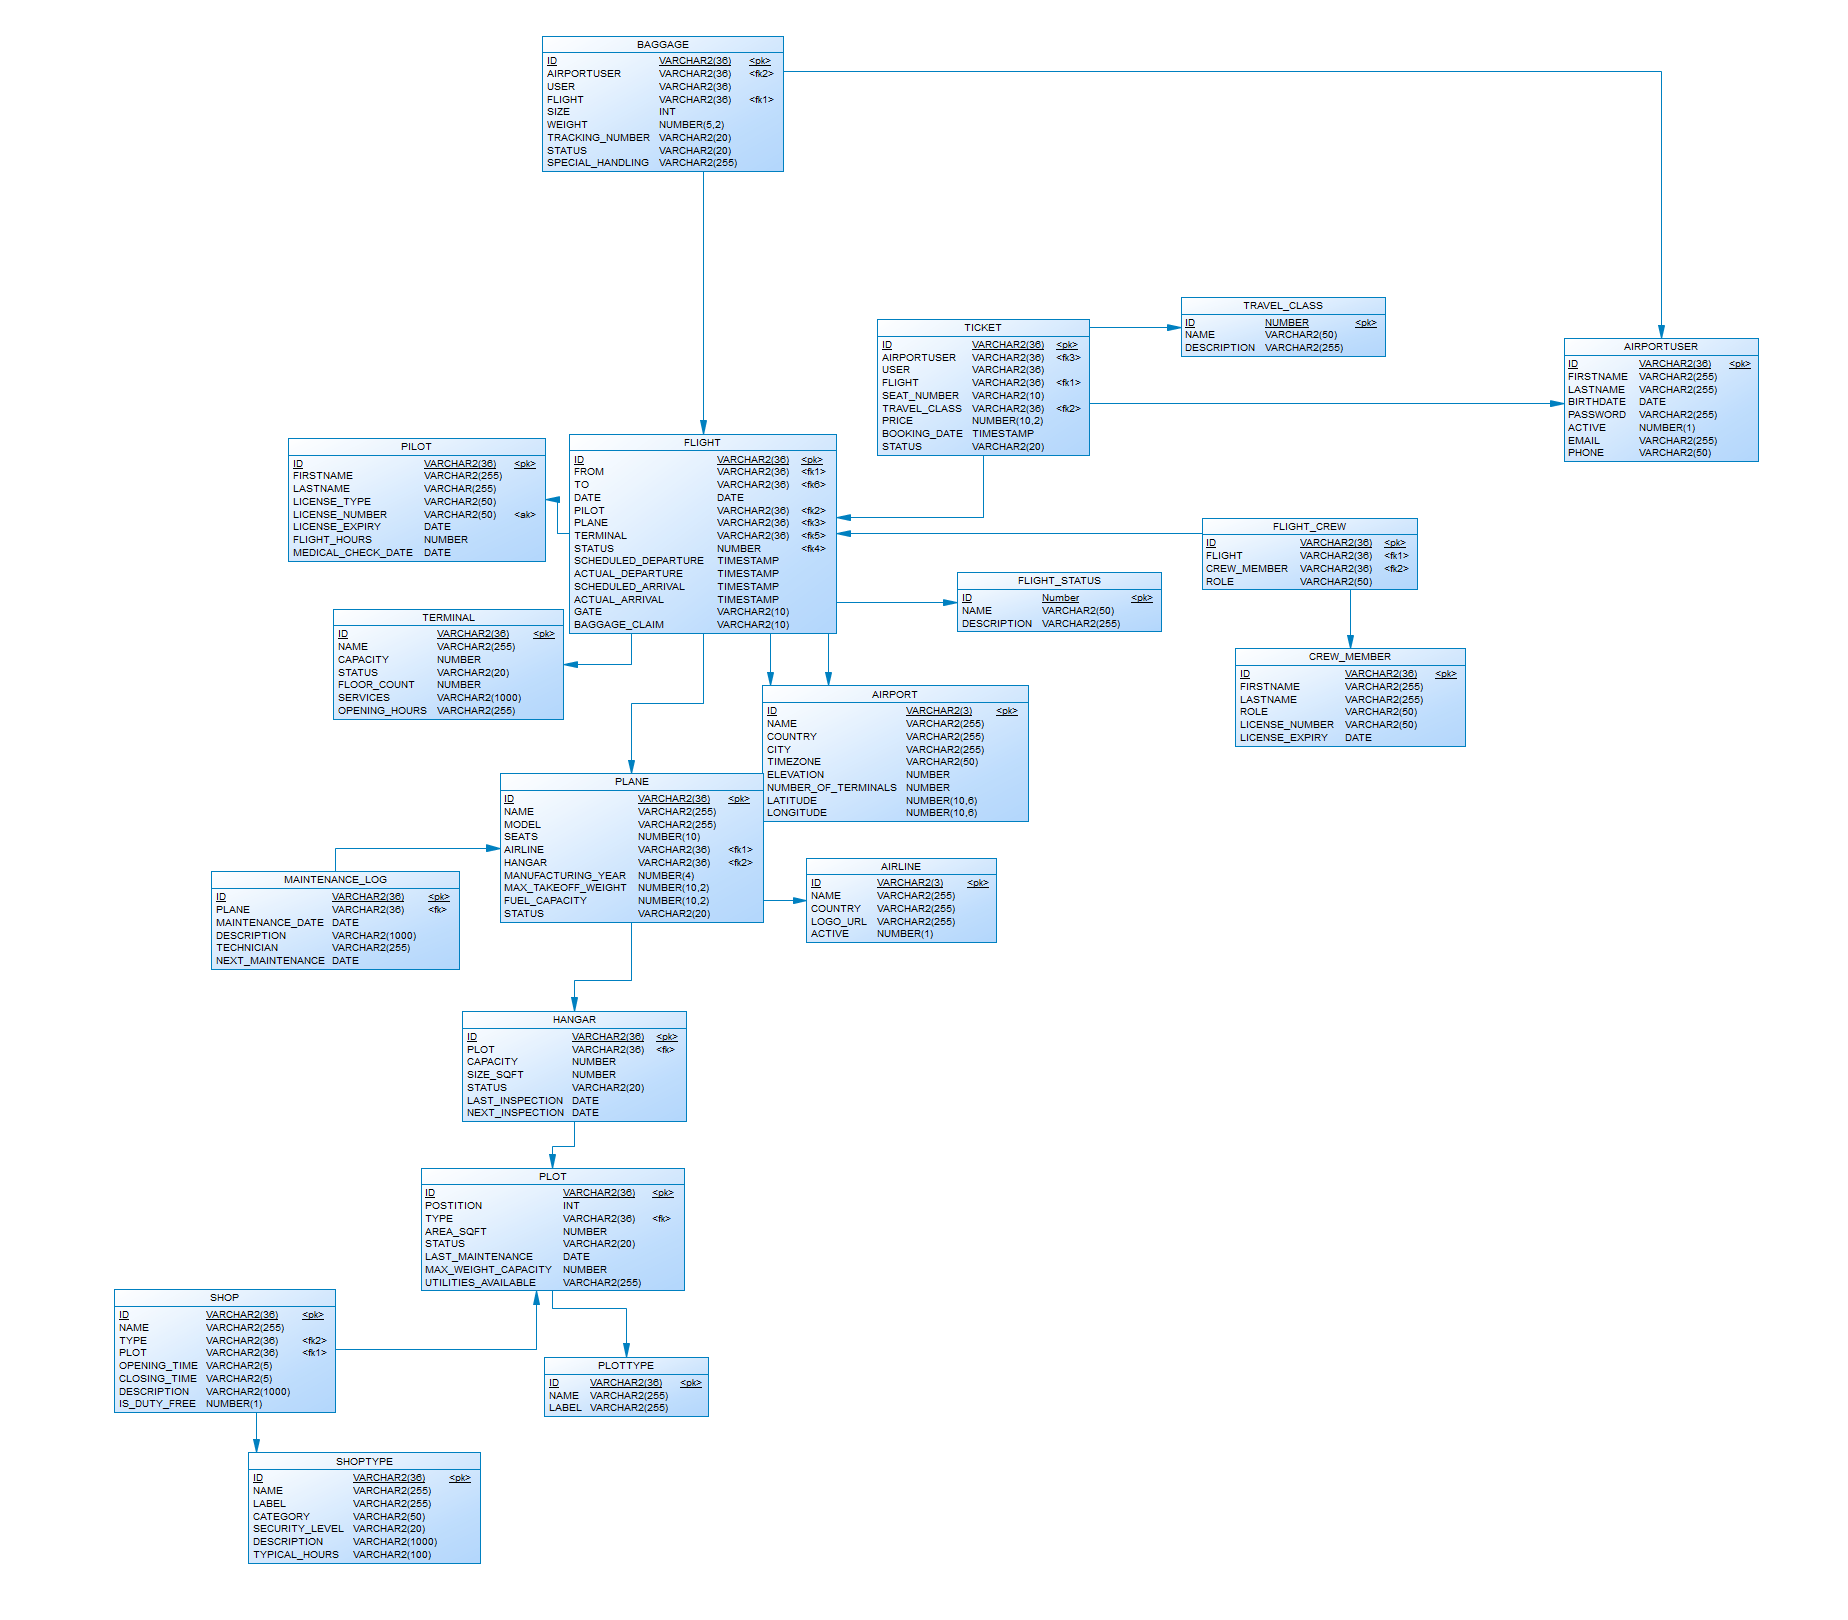 BAGGAGE
ID VARCHAR2(36) <pk>
AIRPORTUSER VARCHAR2(36) <fk2>
USER VARCHAR2(36)
FLIGHT VARCHAR2(36) <fk1>
SIZE INT
WEIGHT NUMBER(5,2)
TRACKING_NUMBER VARCHAR2(20)
STATUS VARCHAR2(20)
SPECIAL_HANDLING VARCHAR2(255)
TRAVEL_CLASS
ID NUMBER <pk>
NAME VARCHAR2(50)
DESCRIPTION VARCHAR2(255)
TICKET
ID VARCHAR2(36) <pk>
AIRPORTUSER VARCHAR2(36) <fk3>
USER VARCHAR2(36)
FLIGHT VARCHAR2(36) <fk1>
SEAT_NUMBER VARCHAR2(10)
TRAVEL_CLASS VARCHAR2(36) <fk2>
PRICE NUMBER(10,2)
BOOKING_DATE TIMESTAMP
STATUS VARCHAR2(20)
AIRPORTUSER
ID VARCHAR2(36) <pk>
FIRSTNAME VARCHAR2(255)
LASTNAME VARCHAR2(255)
BIRTHDATE DATE
PASSWORD VARCHAR2(255)
ACTIVE NUMBER(1)
EMAIL VARCHAR2(255)
PHONE VARCHAR2(50)
PILOT
ID VARCHAR2(36) <pk>
FIRSTNAME VARCHAR2(255)
LASTNAME VARCHAR(255)
LICENSE_TYPE VARCHAR2(50)
LICENSE_NUMBER VARCHAR2(50) <ak>
LICENSE_EXPIRY DATE
FLIGHT_HOURS NUMBER
MEDICAL_CHECK_DATE DATE
FLIGHT
ID VARCHAR2(36) <pk>
FROM VARCHAR2(36) <fk1>
TO VARCHAR2(36) <fk6>
DATE DATE
PILOT VARCHAR2(36) <fk2>
PLANE VARCHAR2(36) <fk3>
TERMINAL VARCHAR2(36) <fk5>
STATUS NUMBER <fk4>
SCHEDULED_DEPARTURE TIMESTAMP
ACTUAL_DEPARTURE TIMESTAMP
SCHEDULED_ARRIVAL TIMESTAMP
ACTUAL_ARRIVAL TIMESTAMP
GATE VARCHAR2(10)
BAGGAGE_CLAIM VARCHAR2(10)
FLIGHT_CREW
ID VARCHAR2(36) <pk>
FLIGHT VARCHAR2(36) <fk1>
CREW_MEMBER VARCHAR2(36) <fk2>
ROLE VARCHAR2(50)
FLIGHT_STATUS
ID Number <pk>
NAME VARCHAR2(50)
DESCRIPTION VARCHAR2(255)
TERMINAL
ID VARCHAR2(36) <pk>
NAME VARCHAR2(255)
CAPACITY NUMBER
STATUS VARCHAR2(20)
FLOOR_COUNT NUMBER
SERVICES VARCHAR2(1000)
OPENING_HOURS VARCHAR2(255)
CREW_MEMBER
ID VARCHAR2(36) <pk>
FIRSTNAME VARCHAR2(255)
LASTNAME VARCHAR2(255)
ROLE VARCHAR2(50)
LICENSE_NUMBER VARCHAR2(50)
LICENSE_EXPIRY DATE
AIRPORT
ID VARCHAR2(3) <pk>
NAME VARCHAR2(255)
COUNTRY VARCHAR2(255)
CITY VARCHAR2(255)
TIMEZONE VARCHAR2(50)
ELEVATION NUMBER
NUMBER_OF_TERMINALS NUMBER
LATITUDE NUMBER(10,6)
LONGITUDE NUMBER(10,6)
PLANE
ID VARCHAR2(36) <pk>
NAME VARCHAR2(255)
MODEL VARCHAR2(255)
SEATS NUMBER(10)
AIRLINE VARCHAR2(36) <fk1>
HANGAR VARCHAR2(36) <fk2>
MANUFACTURING_YEAR NUMBER(4)
MAX_TAKEOFF_WEIGHT NUMBER(10,2)
FUEL_CAPACITY NUMBER(10,2)
STATUS VARCHAR2(20)
AIRLINE
ID VARCHAR2(3) <pk>
NAME VARCHAR2(255)
COUNTRY VARCHAR2(255)
LOGO_URL VARCHAR2(255)
ACTIVE NUMBER(1)
MAINTENANCE_LOG
ID VARCHAR2(36) <pk>
PLANE VARCHAR2(36) <fk>
MAINTENANCE_DATE DATE
DESCRIPTION VARCHAR2(1000)
TECHNICIAN VARCHAR2(255)
NEXT_MAINTENANCE DATE
HANGAR
ID VARCHAR2(36) <pk>
PLOT VARCHAR2(36) <fk>
CAPACITY NUMBER
SIZE_SQFT NUMBER
STATUS VARCHAR2(20)
LAST_INSPECTION DATE
NEXT_INSPECTION DATE
PLOT
ID VARCHAR2(36) <pk>
POSTITION INT
TYPE VARCHAR2(36) <fk>
AREA_SQFT NUMBER
STATUS VARCHAR2(20)
LAST_MAINTENANCE DATE
MAX_WEIGHT_CAPACITY NUMBER
UTILITIES_AVAILABLE VARCHAR2(255)
SHOP
ID VARCHAR2(36) <pk>
NAME VARCHAR2(255)
TYPE VARCHAR2(36) <fk2>
PLOT VARCHAR2(36) <fk1>
OPENING_TIME VARCHAR2(5)
CLOSING_TIME VARCHAR2(5)
DESCRIPTION VARCHAR2(1000)
IS_DUTY_FREE NUMBER(1)
PLOTTYPE
ID VARCHAR2(36) <pk>
NAME VARCHAR2(255)
LABEL VARCHAR2(255)
SHOPTYPE
ID VARCHAR2(36) <pk>
NAME VARCHAR2(255)
LABEL VARCHAR2(255)
CATEGORY VARCHAR2(50)
SECURITY_LEVEL VARCHAR2(20)
DESCRIPTION VARCHAR2(1000)
TYPICAL_HOURS VARCHAR2(100)